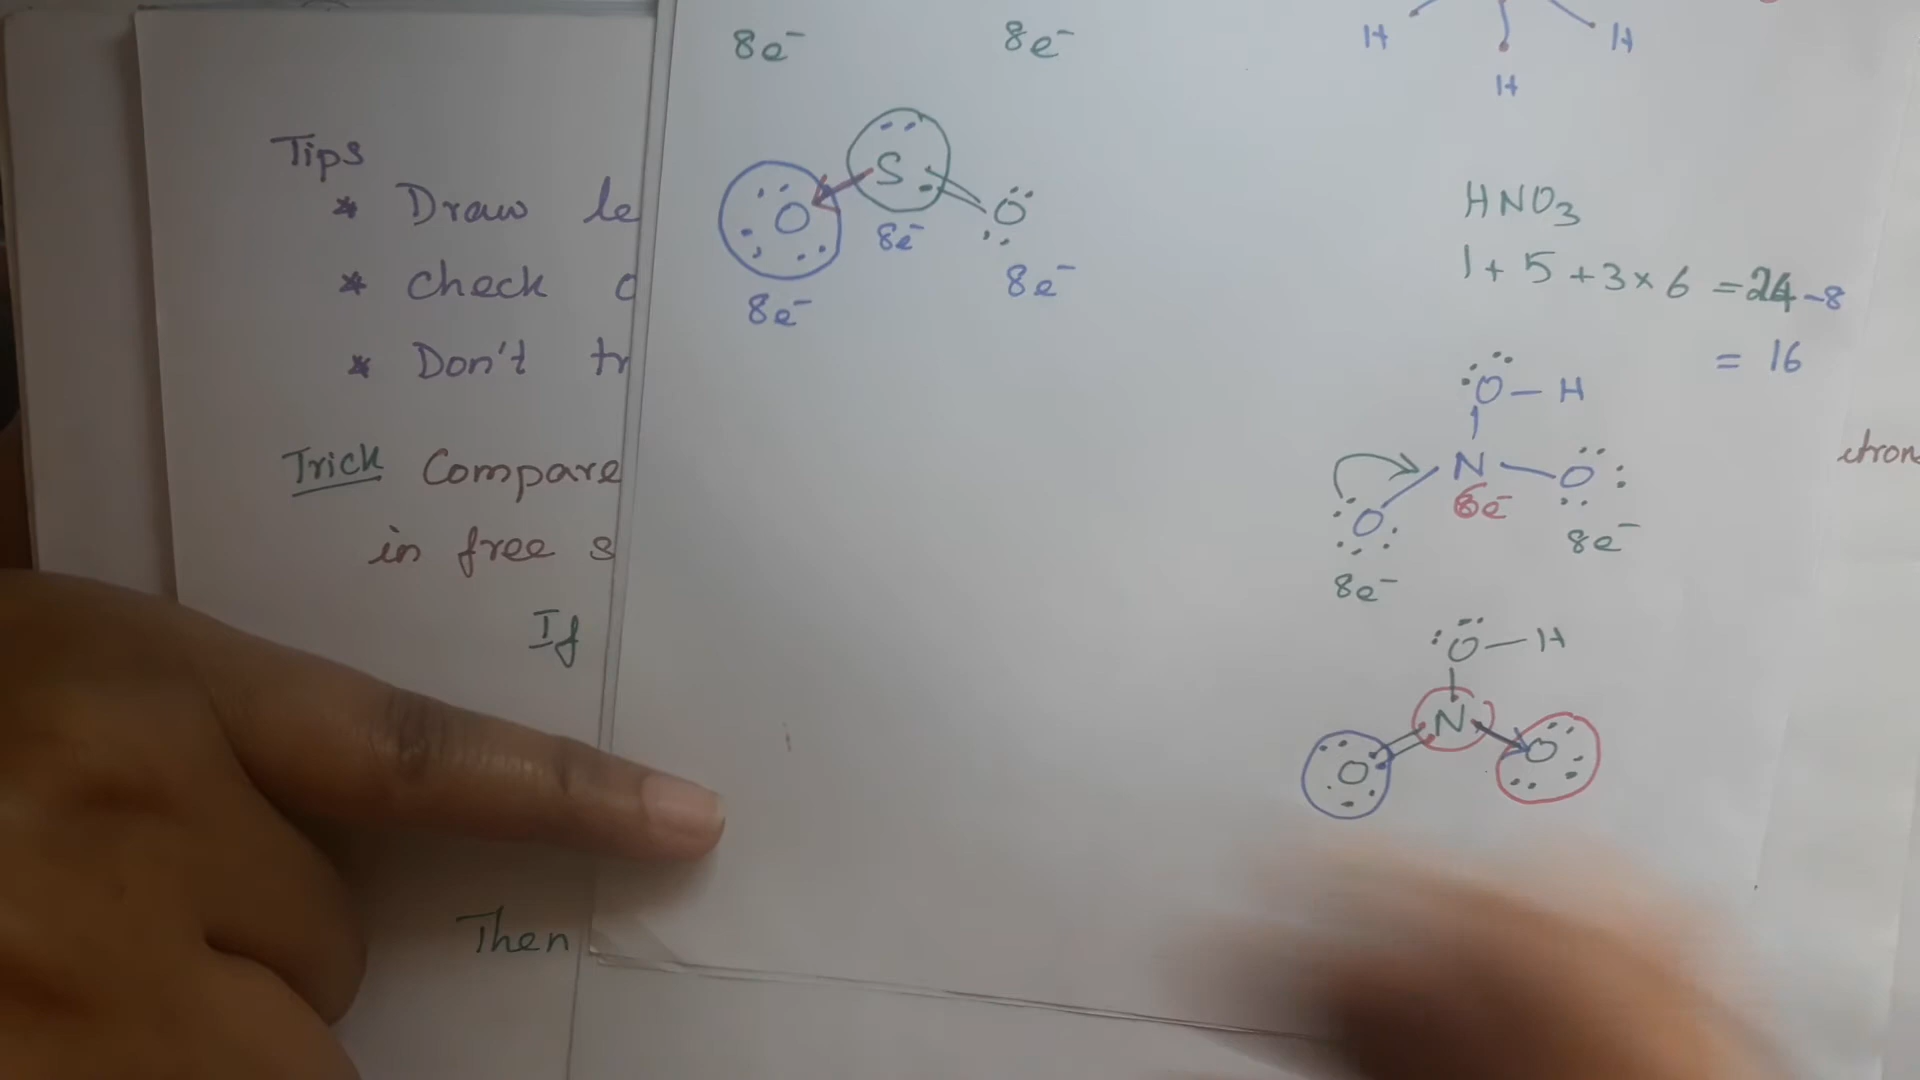 8e⁻ 8e⁻
H H
H
Tips
* Draw le
* check
* Don't tr
Trick Compare
in free s
If
Then
S
O O
8e⁻ 8e⁻ 8e⁻
HNO₃
1 + 5 + 3 × 6 = 24 - 8
= 16
O - H
N O
O 8e⁻
8e⁻
O - H
N
O O
ctron